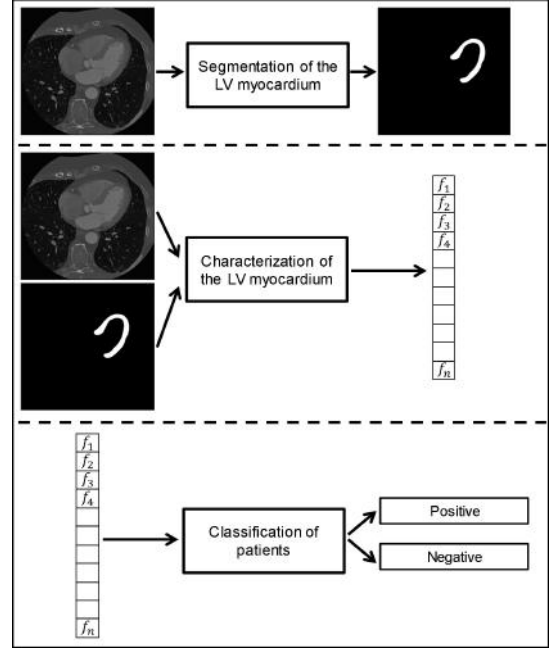 Segmentation of the
LV myocardium
f₁
f₂
f₃
f₄
Characterization of
the LV myocardium
fₙ
f₁
f₂
f₃
f₄
Classification of
patients
Positive
Negative
fₙ